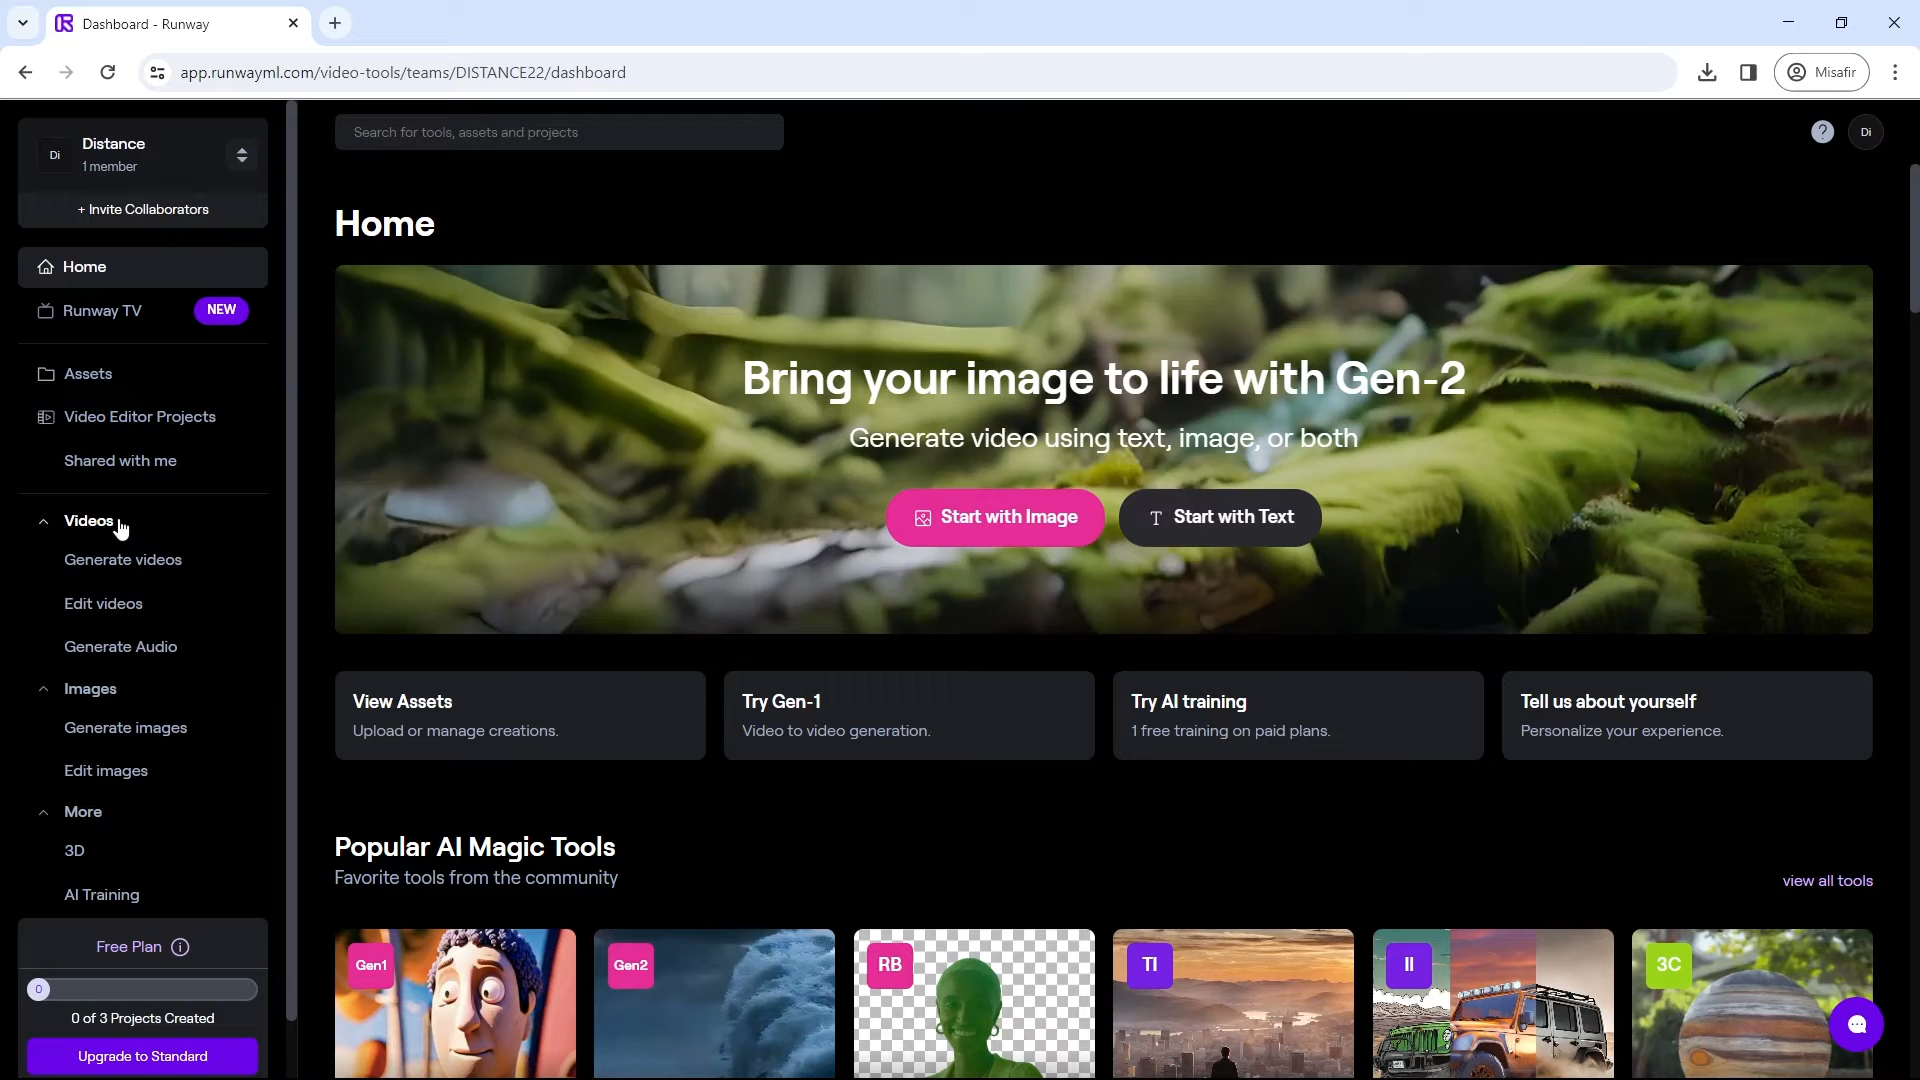 Dashboard - Runway
app.runwayml.com/video-tools/teams/DISTANCE22/dashboard
Misafir
Di
Distance
1 member
+ Invite Collaborators
Home
Runway TV
NEW
Assets
Video Editor Projects
Shared with me
Videos
Generate videos
Edit videos
Generate Audio
Images
Generate images
Edit images
More
3D
AI Training
Free Plan
0
0 of 3 Projects Created
Upgrade to Standard
Search for tools, assets and projects
?
Di
Home
Bring your image to life with Gen-2
Generate video using text, image, or both
Start with Image
Start with Text
View Assets
Upload or manage creations.
Try Gen-1
Video to video generation.
Try AI training
1 free training on paid plans.
Tell us about yourself
Personalize your experience.
Popular AI Magic Tools
Favorite tools from the community
view all tools
Gen1
Gen2
RB
TI
II
3C